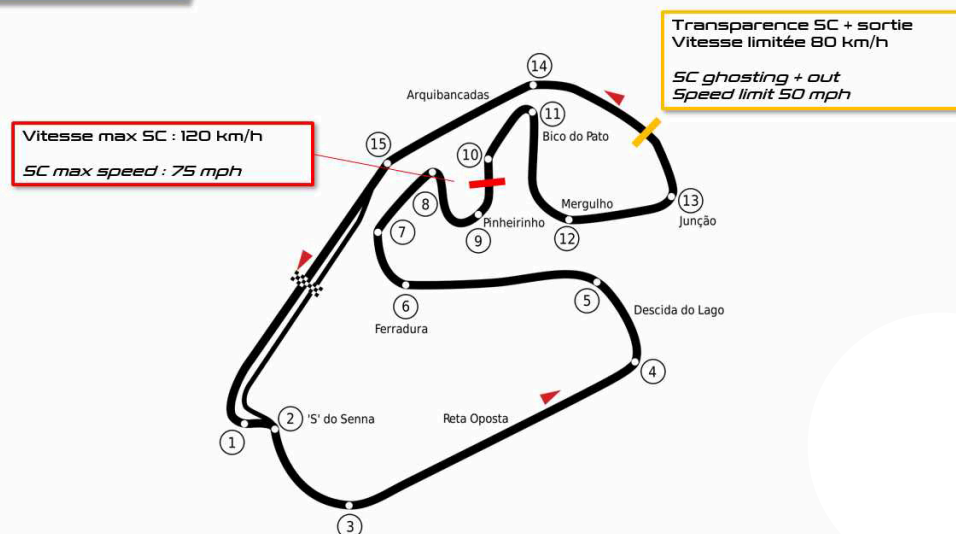 Transparence SC + sortie
Vitesse limitée 80 km/h
SC ghosting + out
Speed limit 50 mph
Vitesse max SC : 120 km/h
SC max speed : 75 mph
14
Arquibancadas
11
Bico do Pato
15
10
8
Pinheirinho
9
Mergulho
12
13
Junção
7
6
Ferradura
5
Descida do Lago
4
Reta Oposta
2
'S' do Senna
1
3